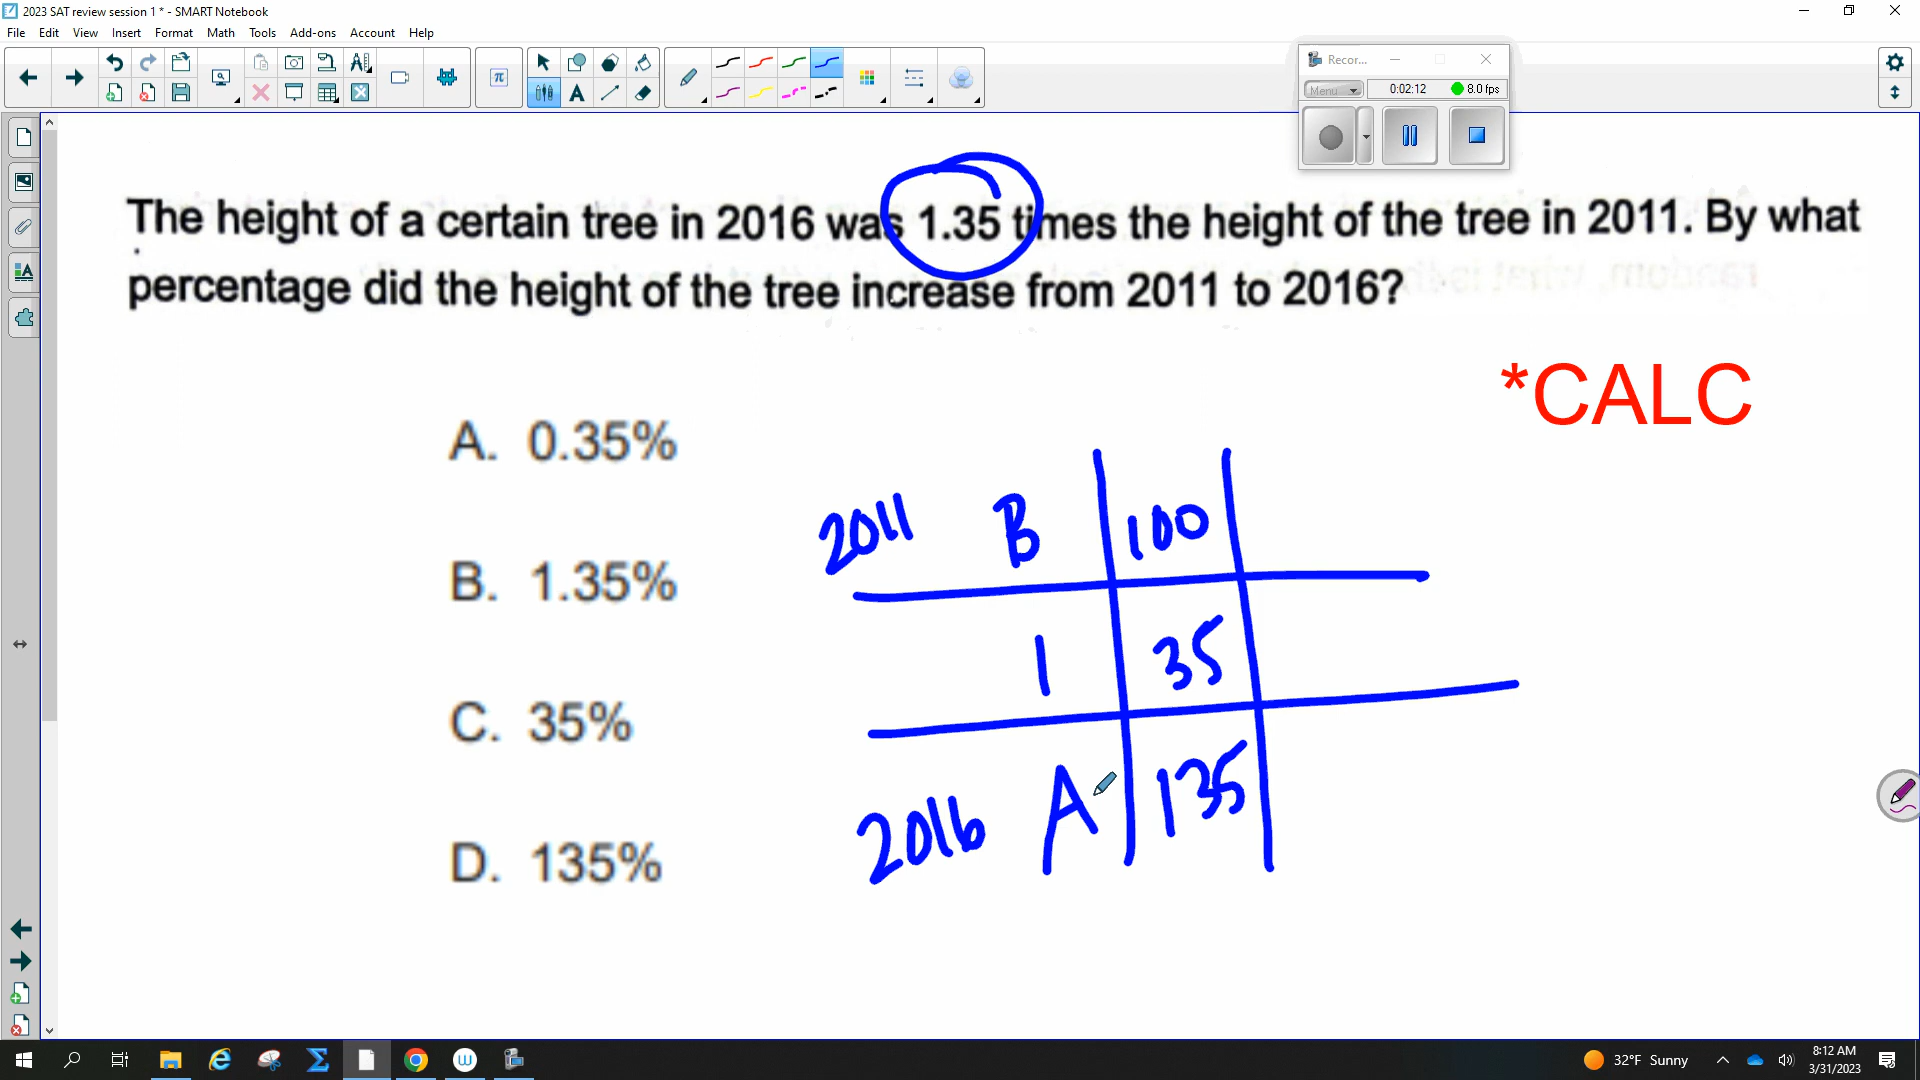 2023 SAT review session 1 * - SMART Notebook
File Edit View Insert Format Math Tools Add-ons Account Help
Recor...
Menu 0:02:12 8.0 fps
The height of a certain tree in 2016 was 1.35 times the height of the tree in 2011. By what
percentage did the height of the tree increase from 2011 to 2016?
*CALC
A. 0.35%
B. 1.35%
C. 35%
D. 135%
2011 B 100
1 35
2016 A 135
32°F Sunny
8:12 AM
3/31/2023